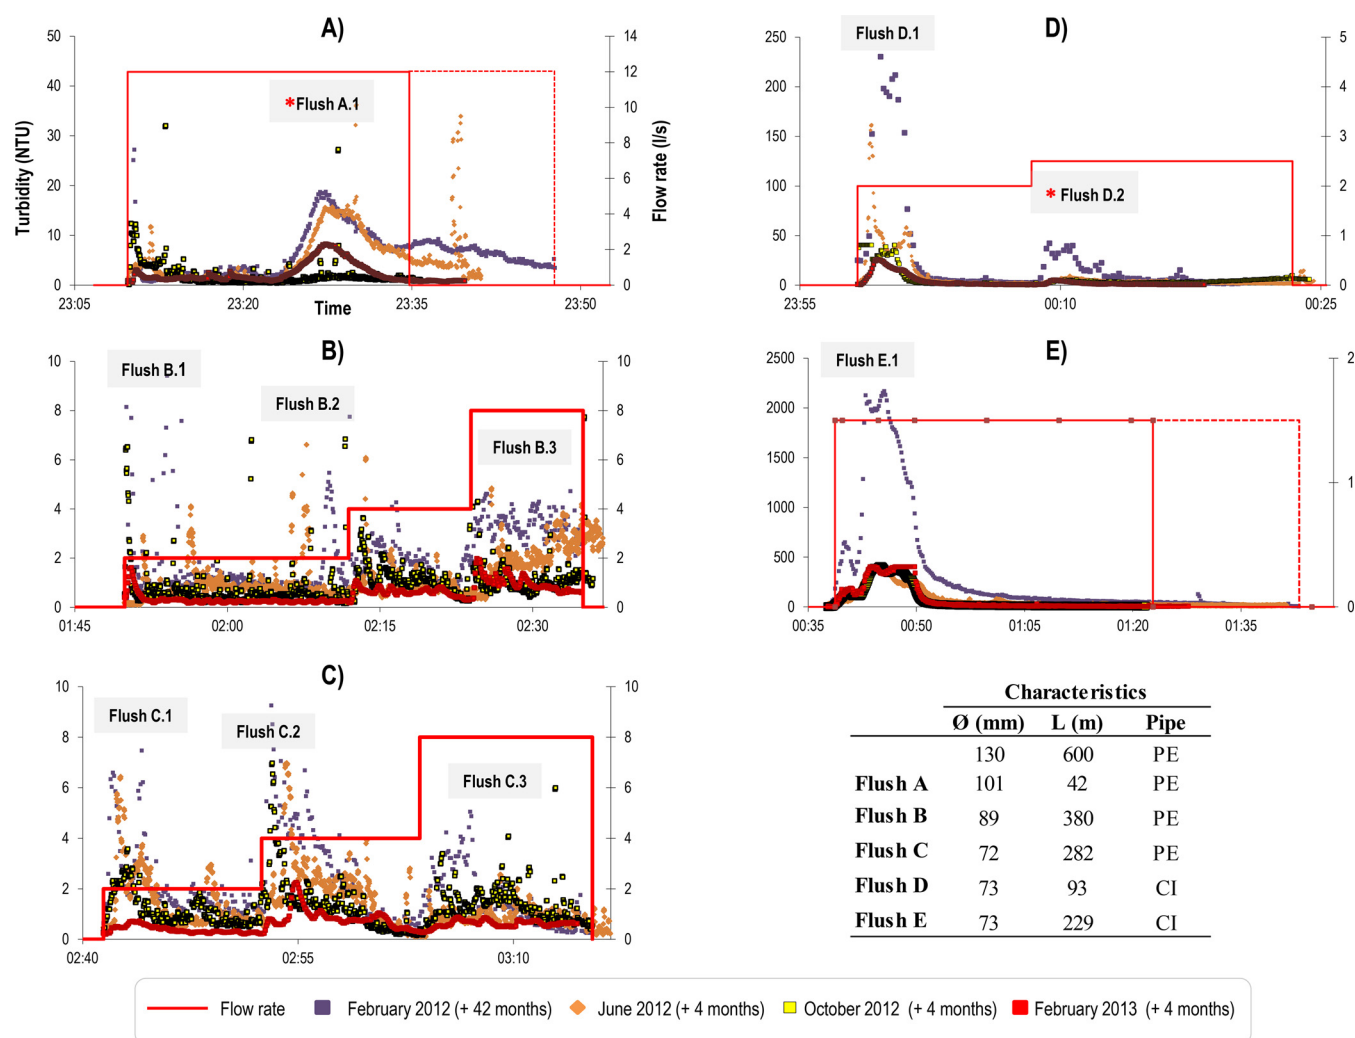 A)
50
40
30
20
10
0
Turbidity (NTU)
14
12
10
8
6
4
2
0
Flow rate (l/s)
*Flush A.1
23:05
23:20
23:35
23:50
Time
D)
250
200
150
100
50
0
5
4
3
2
1
0
Flush D.1
* Flush D.2
23:55
00:10
00:25
B)
10
8
6
4
2
0
10
8
6
4
2
0
Flush B.1
Flush B.2
Flush B.3
01:45
02:00
02:15
02:30
E)
2500
2000
1500
1000
500
0
2
1
0
Flush E.1
00:35
00:50
01:05
01:20
01:35
C)
10
8
6
4
2
0
10
8
6
4
2
0
Flush C.1
Flush C.2
Flush C.3
02:40
02:55
03:10
Characteristics
Ø (mm) L (m) Pipe
130 600 PE
Flush A 101 42 PE
Flush B 89 380 PE
Flush C 72 282 PE
Flush D 73 93 CI
Flush E 73 229 CI
Flow rate February 2012 (+ 42 months) June 2012 (+ 4 months) October 2012 (+ 4 months) February 2013 (+ 4 months)